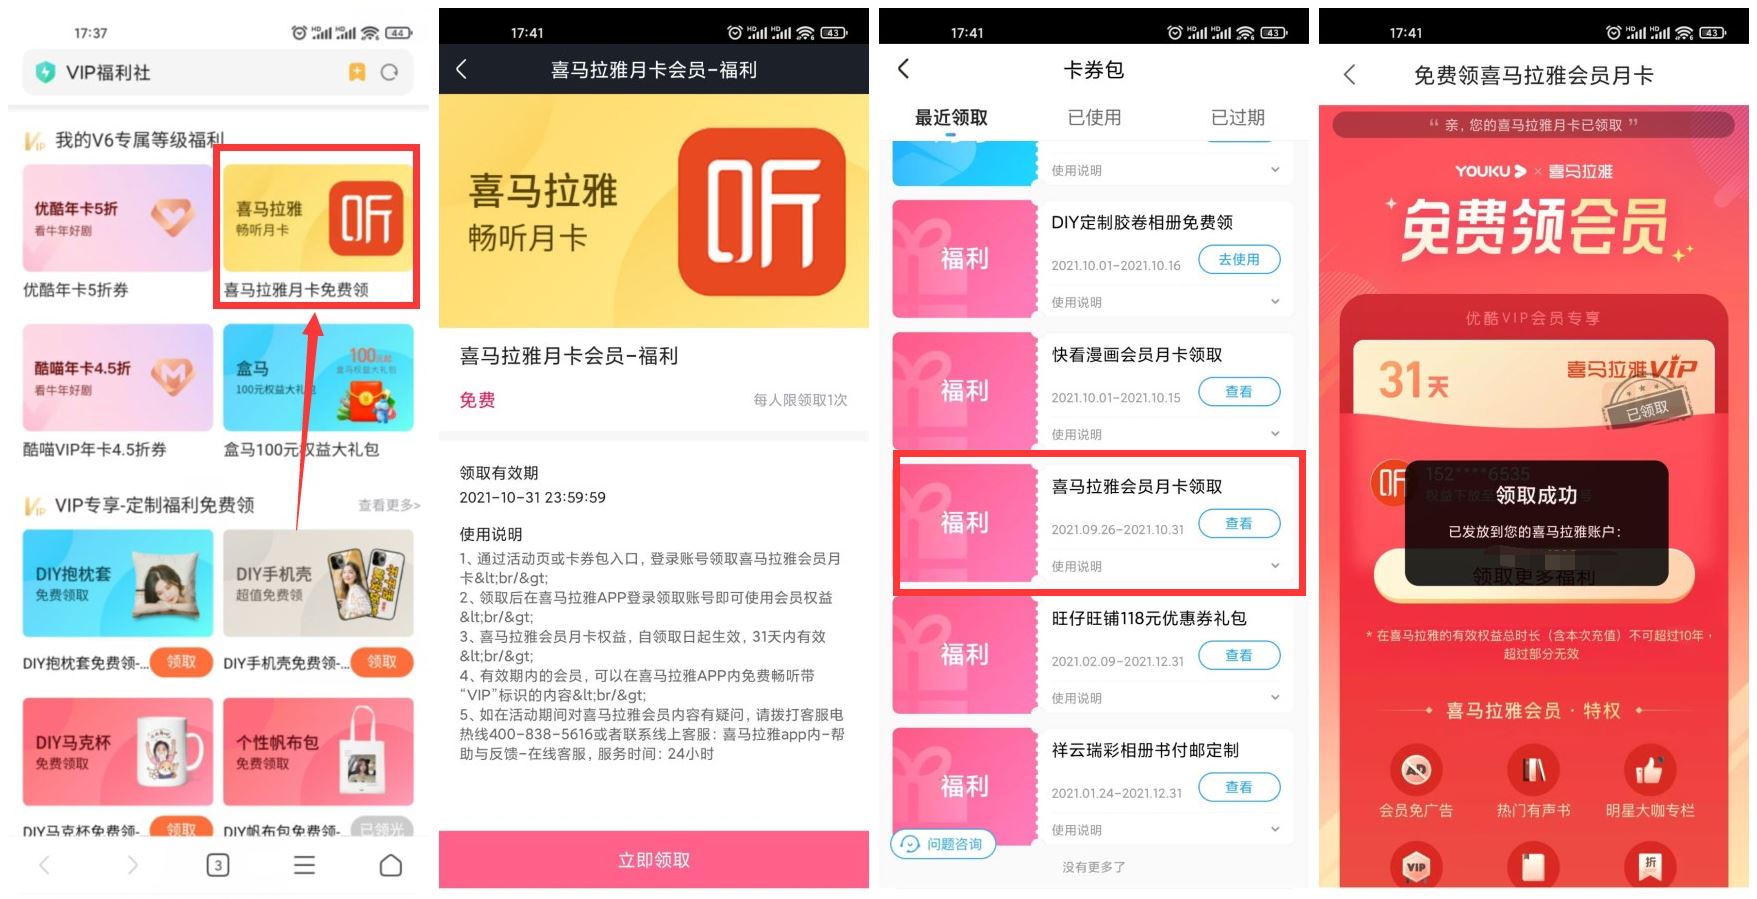 17:37
HD HD 44
VIP福利社
VIP 我的V6专属等级福利
优酷年卡5折
看牛年好剧
喜马拉雅
畅听月卡
听
优酷年卡5折券
喜马拉雅月卡免费领
酷喵年卡4.5折
看牛年好剧
盒马
100元权益大礼包
100元起
盒马权益大礼包
酷喵VIP年卡4.5折券
盒马100元权益大礼包
VIP VIP专享-定制福利免费领
查看更多>
DIY抱枕套
免费领取
DIY手机壳
超值免费领
DIY抱枕套免费领-...
领取
DIY手机壳免费领-...
领取
DIY马克杯
免费领取
个性帆布包
免费领取
DIY马克杯免费领-
领取
DIY帆布包免费领-
已领光
3
17:41
HD HD 43
喜马拉雅月卡会员-福利
喜马拉雅
畅听月卡
听
喜马拉雅月卡会员-福利
免费
每人限领取1次
领取有效期
2021-10-31 23:59:59
使用说明
1、通过活动页或卡券包入口，登录账号领取喜马拉雅会员月
卡&lt;br/&gt;
2、领取后在喜马拉雅APP登录领取账号即可使用会员权益
&lt;br/&gt;
3、喜马拉雅会员月卡权益，自领取日起生效，31天内有效
&lt;br/&gt;
4、有效期内的会员，可以在喜马拉雅APP内免费畅听带
“VIP”标识的内容&lt;br/&gt;
5、如在活动期间对喜马拉雅会员内容有疑问，请拨打客服电
热线400-838-5616或者联系线上客服：喜马拉雅app内-帮
助与反馈-在线客服，服务时间：24小时
立即领取
17:41
HD HD 43
卡券包
最近领取
已使用
已过期
使用说明
福利
DIY定制胶卷相册免费领
2021.10.01-2021.10.16
去使用
使用说明
福利
快看漫画会员月卡领取
2021.10.01-2021.10.15
查看
使用说明
福利
喜马拉雅会员月卡领取
2021.09.26-2021.10.31
查看
使用说明
福利
旺仔旺铺118元优惠券礼包
2021.02.09-2021.12.31
查看
使用说明
福利
祥云瑞彩相册书付邮定制
2021.01.24-2021.12.31
查看
使用说明
问题咨询
没有更多了
17:41
HD HD 43
免费领喜马拉雅会员月卡
“ 亲，您的喜马拉雅月卡已领取 ”
YOUKU × 喜马拉雅
免费领会员
优酷VIP会员专享
31天
喜马拉雅VIP
已领取
152****6535
权益下放至
号
领取成功
已发放到您的喜马拉雅账户：
领取更多福利
* 在喜马拉雅的有效权益总时长（含本次充值）不可超过10年，
超过部分无效
喜马拉雅会员 · 特权
AD
会员免广告
热门有声书
明星大咖专栏
VIP
折